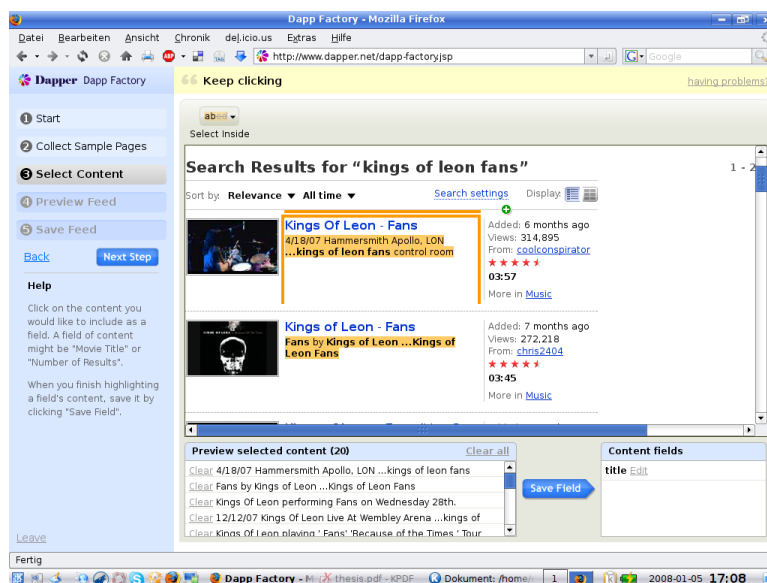 Dapp Factory - Mozilla Firefox
Datei Bearbeiten Ansicht Chronik del.icio.us Extras Hilfe
http://www.dapper.net/dapp-factory.jsp
Google
Dapper Dapp Factory
Keep clicking
having problems?
1 Start
2 Collect Sample Pages
3 Select Content
4 Preview Feed
5 Save Feed
Back
Next Step
Help
Click on the content you
would like to include as a
field. A field of content
might be "Movie Title" or
"Number of Results".
When you finish highlighting
a field's content, save it by
clicking "Save Field".
Leave
Select Inside
Search Results for “kings of leon fans”
1 - 2
Sort by: Relevance ▼ All time ▼
Search settings
Display:
Kings Of Leon - Fans
4/18/07 Hammersmith Apollo, LON
...kings of leon fans control room
Added: 6 months ago
Views: 314,895
From: coolconspirator
03:57
More in Music
Kings of Leon - Fans
Fans by Kings of Leon ...Kings of
Leon Fans
Added: 7 months ago
Views: 272,218
From: chris2404
03:45
More in Music
Preview selected content (20)
Clear all
Clear 4/18/07 Hammersmith Apollo, LON ...kings of leon fans
Clear Fans by Kings of Leon ...Kings Of Leon Fans
Clear Kings Of Leon performing Fans on Wednesday 28th.
Clear 12/12/07 Kings Of Leon Live At Wembley Arena ...kings of
Clear Kings Of Leon playing ' Fans' 'Because of the Times ' Tour
Save Field
Content fields
title Edit
Fertig
Dapp Factory - M
thesis.pdf - KPDF
Dokument: /home/
1
2008-01-05 17:08